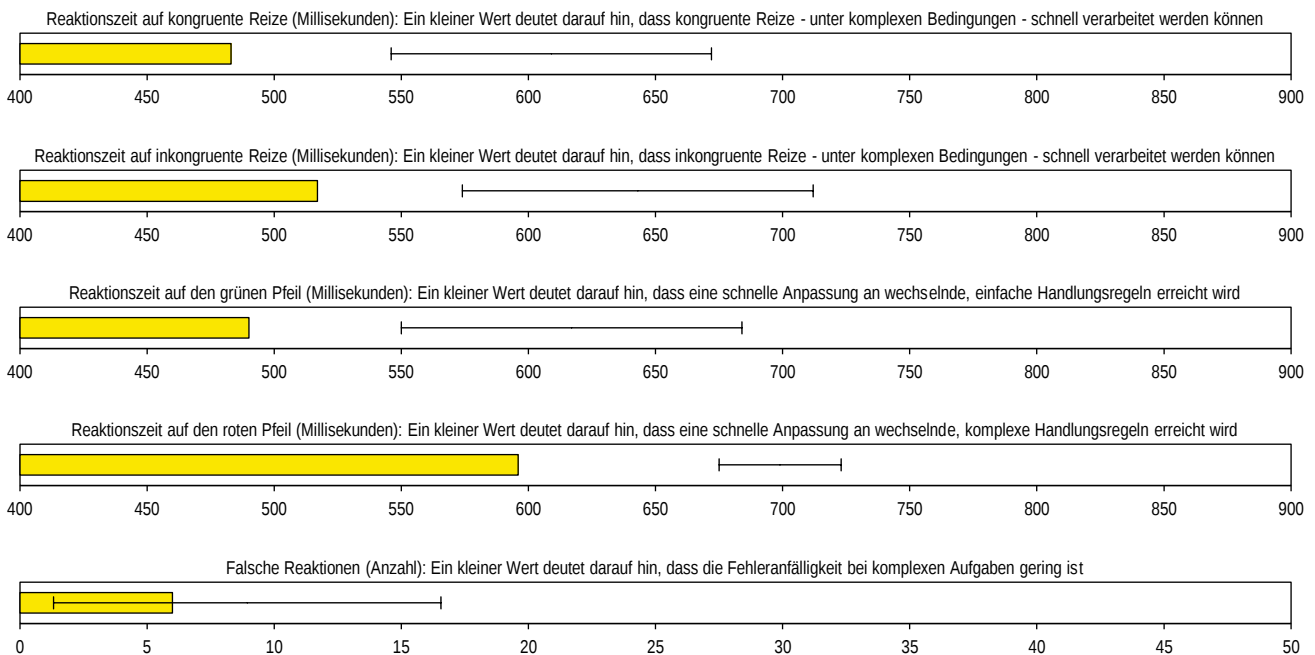 Reaktionszeit auf kongruente Reize (Millisekunden): Ein kleiner Wert deutet darauf hin, dass kongruente Reize - unter komplexen Bedingungen - schnell verarbeitet werden können
400 450 500 550 600 650 700 750 800 850 900
Reaktionszeit auf inkongruente Reize (Millisekunden): Ein kleiner Wert deutet darauf hin, dass inkongruente Reize - unter komplexen Bedingungen - schnell verarbeitet werden können
400 450 500 550 600 650 700 750 800 850 900
Reaktionszeit auf den grünen Pfeil (Millisekunden): Ein kleiner Wert deutet darauf hin, dass eine schnelle Anpassung an wechselnde, einfache Handlungsregeln erreicht wird
400 450 500 550 600 650 700 750 800 850 900
Reaktionszeit auf den roten Pfeil (Millisekunden): Ein kleiner Wert deutet darauf hin, dass eine schnelle Anpassung an wechselnde, komplexe Handlungsregeln erreicht wird
400 450 500 550 600 650 700 750 800 850 900
Falsche Reaktionen (Anzahl): Ein kleiner Wert deutet darauf hin, dass die Fehleranfälligkeit bei komplexen Aufgaben gering ist
0 5 10 15 20 25 30 35 40 45 50